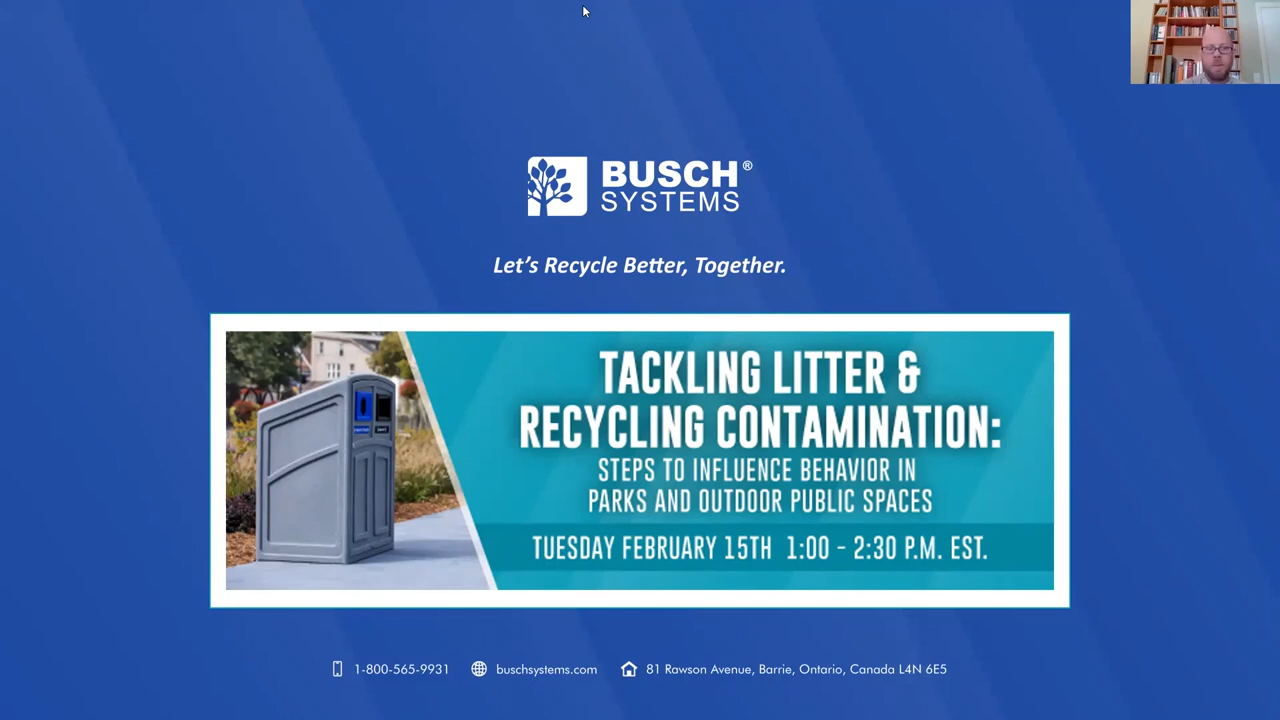 BUSCH®
SYSTEMS
Let's Recycle Better, Together.
TACKLING LITTER &
RECYCLING CONTAMINATION:
STEPS TO INFLUENCE BEHAVIOR IN
PARKS AND OUTDOOR PUBLIC SPACES
TUESDAY FEBRUARY 15TH 1:00 - 2:30 P.M. EST.
1-800-565-9931 buschsystems.com 81 Rawson Avenue, Barrie, Ontario, Canada L4N 6E5